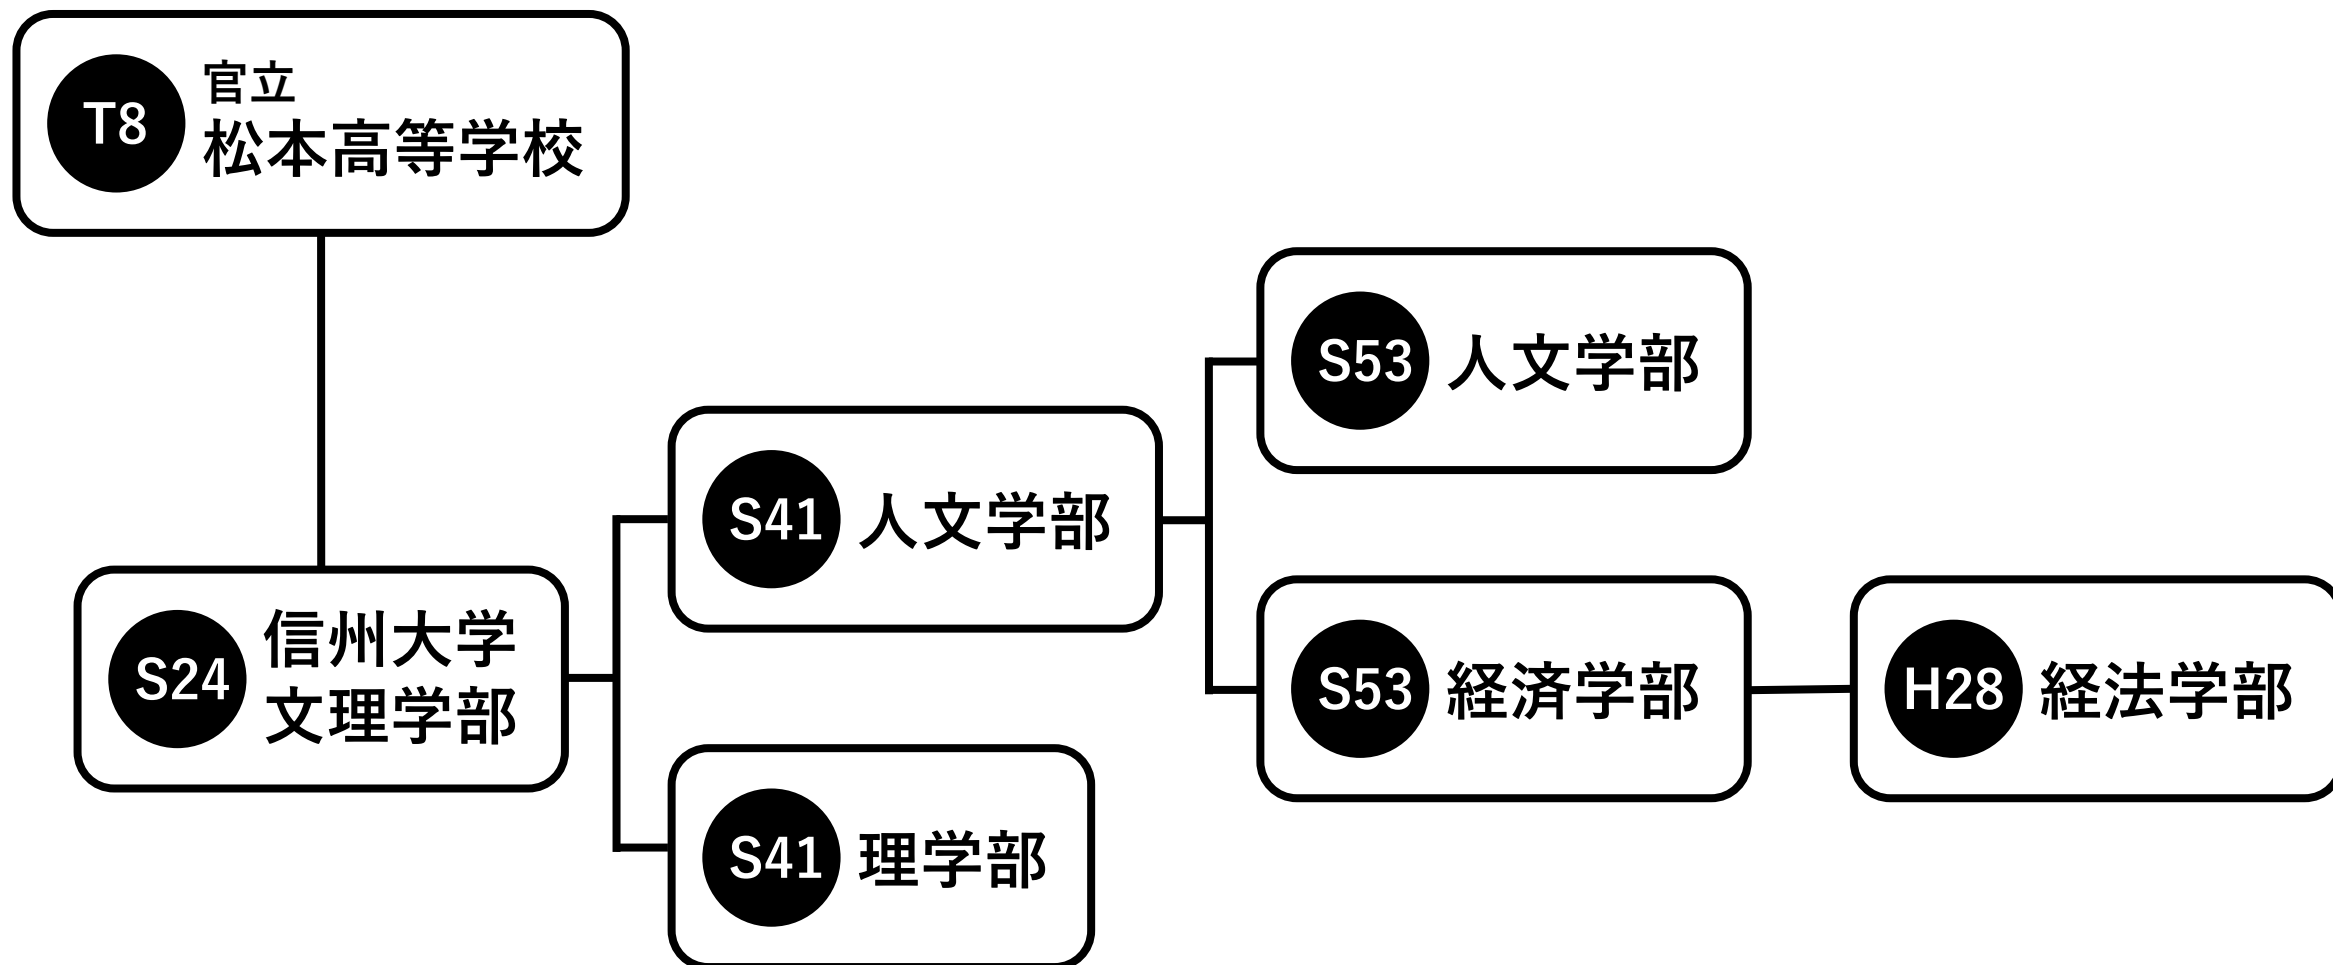 T8
官立
松本高等学校
S24
信州大学
文理学部
S41
人文学部
S41
理学部
S53
人文学部
S53
経済学部
H28
経法学部